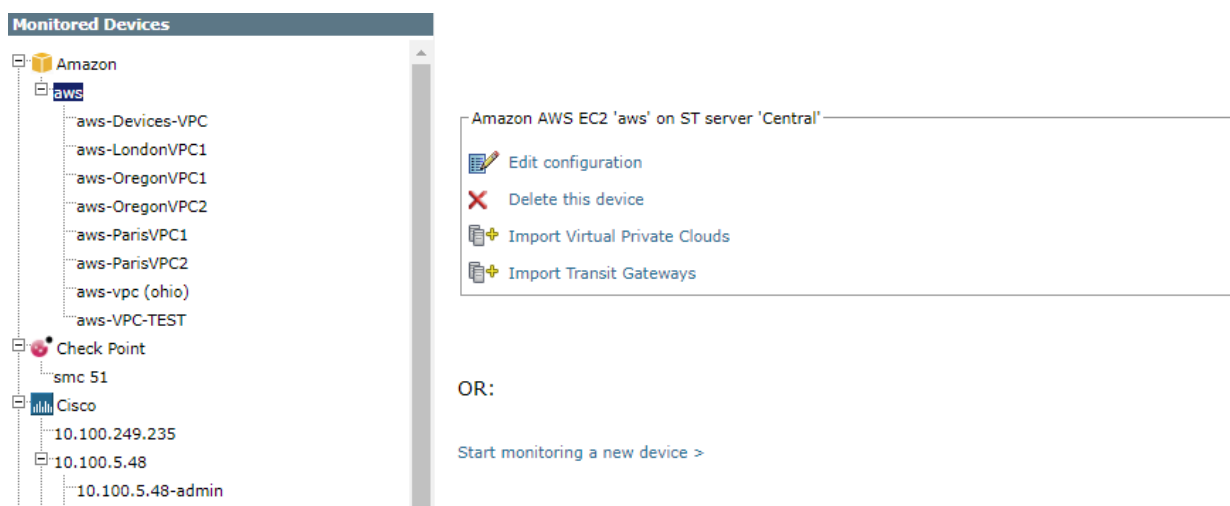 Monitored Devices
Amazon
aws
aws-Devices-VPC
aws-LondonVPC1
aws-OregonVPC1
aws-OregonVPC2
aws-ParisVPC1
aws-ParisVPC2
aws-vpc (ohio)
aws-VPC-TEST
Check Point
smc 51
Cisco
10.100.249.235
10.100.5.48
10.100.5.48-admin
Amazon AWS EC2 'aws' on ST server 'Central'
Edit configuration
Delete this device
Import Virtual Private Clouds
Import Transit Gateways
OR:
Start monitoring a new device >